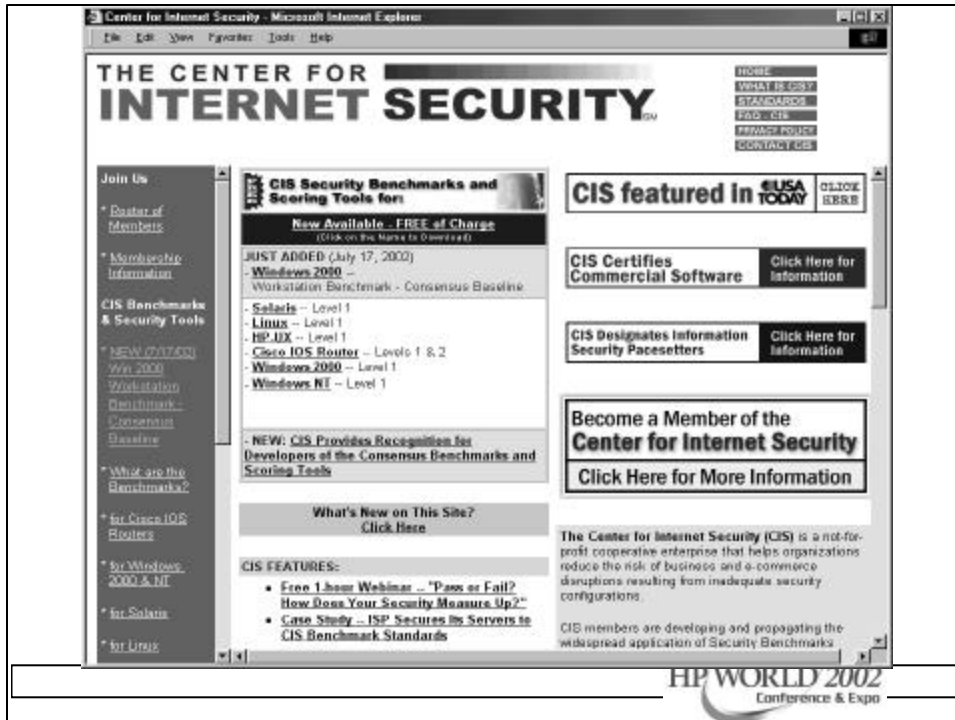 Center for Internet Security - Microsoft Internet Explorer
File Edit View Favorites Tools Help
THE CENTER FOR
INTERNET SECURITY
SM
HOME
WHAT IS CIS?
STANDARDS
FAQ - CIS
PRIVACY POLICY
CONTACT CIS
Join Us
* Roster of
Members
* Membership
Information
CIS Benchmarks
& Security Tools
* NEW (7/17/02)
Win 2000
Workstation
Benchmark -
Consensus
Baseline
* What are the
Benchmarks?
* for Cisco IOS
Routers
* for Windows
2000 & NT
* for Solaris
* for Linux
CIS Security Benchmarks and
Scoring Tools for:
Now Available - FREE of Charge
(Click on the Name to Download)
JUST ADDED (July 17, 2002)
- Windows 2000 --
Workstation Benchmark - Consensus Baseline
- Solaris -- Level 1
- Linux -- Level 1
- HP-UX -- Level 1
- Cisco IOS Router -- Levels 1 & 2
- Windows 2000 -- Level 1
- Windows NT -- Level 1
- NEW: CIS Provides Recognition for
Developers of the Consensus Benchmarks and
Scoring Tools
What's New on This Site?
Click Here
CIS FEATURES:
• Free 1-hour Webinar -- "Pass or Fail?
How Does Your Security Measure Up?"
• Case Study -- ISP Secures Its Servers to
CIS Benchmark Standards
CIS featured in USA TODAY CLICK HERE
CIS Certifies
Commercial Software
Click Here for
Information
CIS Designates Information
Security Pacesetters
Click Here for
Information
Become a Member of the
Center for Internet Security
Click Here for More Information
The Center for Internet Security (CIS) is a not-for-
profit cooperative enterprise that helps organizations
reduce the risk of business and e-commerce
disruptions resulting from inadequate security
configurations.
CIS members are developing and propagating the
widespread application of Security Benchmarks
HP WORLD 2002
Conference & Expo